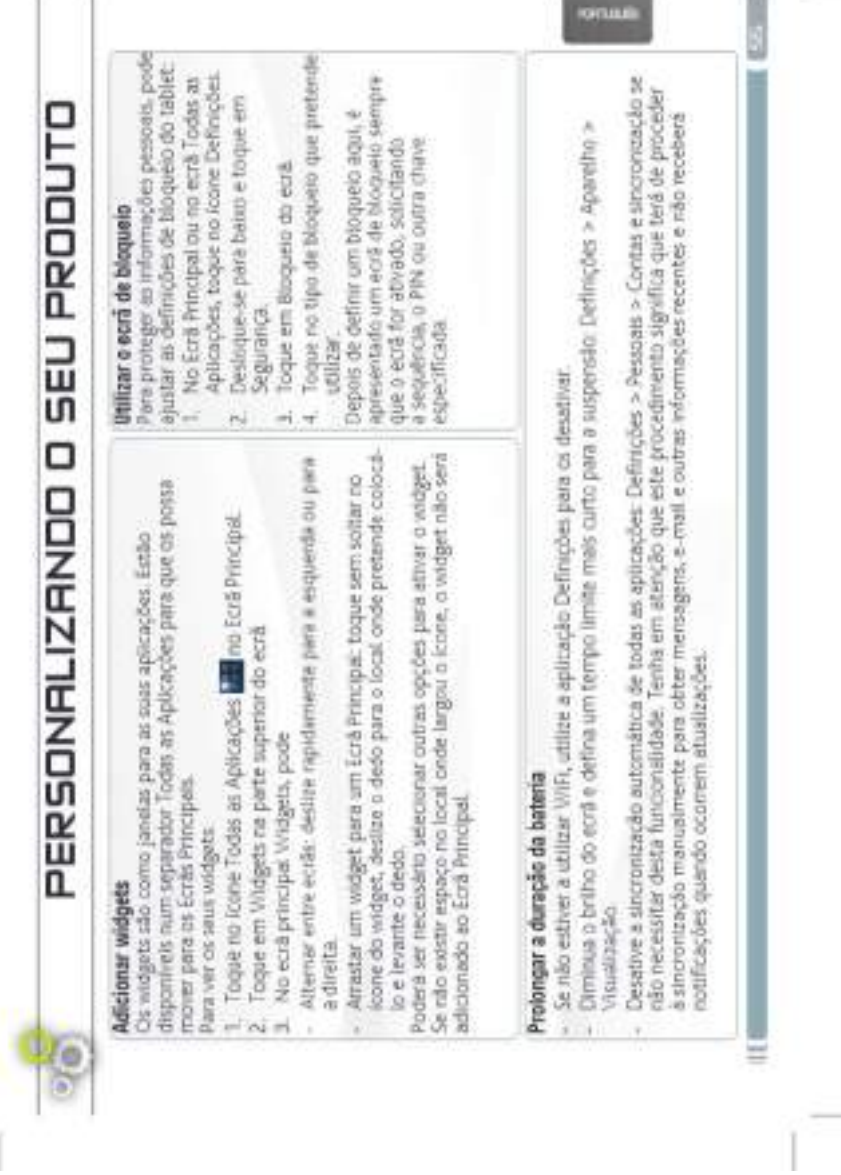 PERSONALIZANDO O SEU PRODUTO
Adicionar widgets
Os widgets são como janelas para as suas aplicações. Estão
disponíveis num separador Todas as Aplicações para que os possa
mover para os Ecrãs Principais.
Para ver os seus widgets:
1. Toque no ícone Todas as Aplicações no Ecrã Principal.
2. Toque em Widgets na parte superior do ecrã.
3. No ecrã principal Widgets, pode
- Alternar entre ecrãs: deslize rapidamente para a esquerda ou para
a direita.
- Arrastar um widget para um Ecrã Principal: toque sem soltar no
ícone do widget, deslize o dedo para o local onde pretende colocá-
lo e levante o dedo.
Poderá ser necessário selecionar outras opções para ativar o widget.
Se não existir espaço no local onde largou o ícone, o widget não será
adicionado ao Ecrã Principal.
Utilizar o ecrã de bloqueio
Para proteger as informações pessoais, pode
ajustar as definições de bloqueio do tablet:
1. No Ecrã Principal ou no ecrã Todas as
Aplicações, toque no ícone Definições.
2. Deslique-se para baixo e toque em
Segurança.
3. Toque em Bloqueio do ecrã.
4. Toque no tipo de bloqueio que pretende
utilizar.
Depois de definir um bloqueio aqui, é
apresentado um ecrã de bloqueio sempre
que o ecrã for ativado, solicitando
a sequência, o PIN ou outra chave
especificada.
Prolongar a duração da bateria
- Se não estiver a utilizar WiFi, utilize a aplicação Definições para os desativar.
- Diminua o brilho do ecrã e defina um tempo limite mais curto para a suspensão: Definições > Aparelho >
Visualização.
- Desative a sincronização automática de todas as aplicações: Definições > Pessoais > Contas e sincronização se
não necessitar desta funcionalidade. Tenha em atenção que este procedimento significa que terá de proceder
à sincronização manualmente para obter mensagens, e-mail e outras informações recentes e não receberá
notificações quando ocorrem atualizações.
55